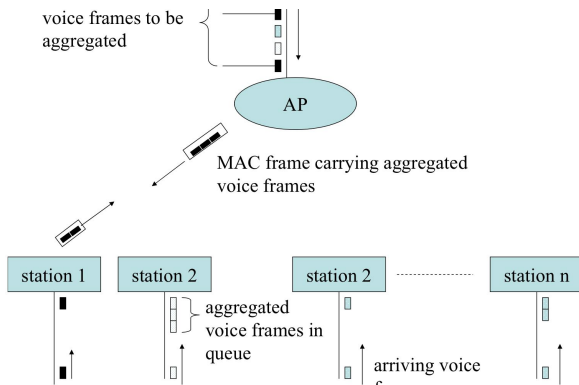 voice frames to be
aggregated
AP
MAC frame carrying aggregated
voice frames
station 1
station 2
station 2
station n
aggregated
voice frames in
queue
arriving voice